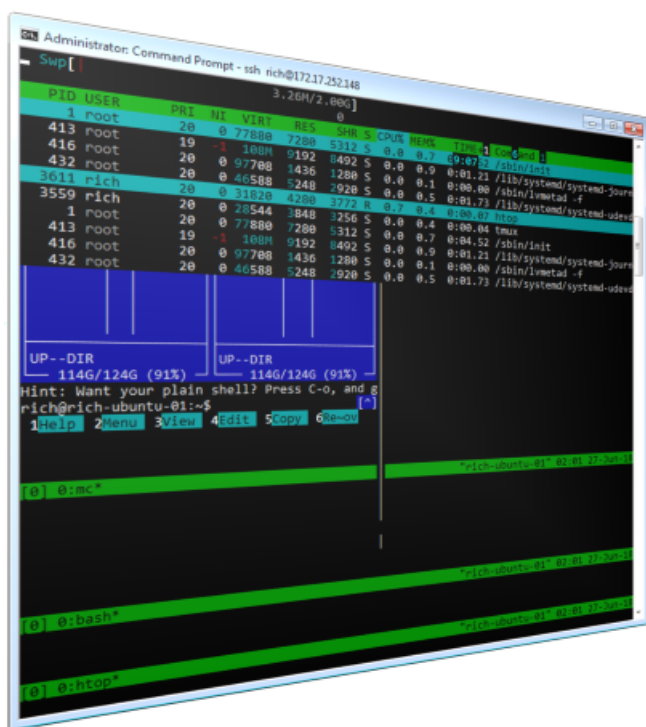 Administrator: Command Prompt - ssh rich@172.17.252.148
Swp[ 3.26M/2.00G]
0
PID USER PRI NI VIRT RES SHR S CPU% MEM% TIME+
1 root 20 0 77880 7280 5312 S 0.0 0.7 /sbin/init
413 root 19 -1 108M 9192 8492 S 0.0 0.9 0:01.21 /lib/systemd/systemd-journ
416 root 20 0 97708 1436 1280 S 0.0 0.1 0:00.00 /sbin/lvmetad -f
432 root 20 0 46588 5248 2920 S 0.0 0.5 0:01.73 /lib/systemd/systemd-udevd
3611 rich 20 0 31820 4280 3772 R 0.7 0.4 0:00.07 htop
3559 rich 20 0 28544 3848 3256 S 0.0 0.4 0:00.04 tmux
1 root 20 0 77880 7280 5312 S 0.0 0.7 0:04.52 /sbin/init
413 root 19 -1 108M 9192 8492 S 0.0 0.9 0:01.21 /lib/systemd/systemd-journ
416 root 20 0 97708 1436 1280 S 0.0 0.1 0:00.00 /sbin/lvmetad -f
432 root 20 0 46588 5248 2920 S 0.0 0.5 0:01.73 /lib/systemd/systemd-udevd
UP--DIR UP--DIR
114G/124G (91%) 114G/124G (91%)
Hint: Want your plain shell? Press C-o, and g
rich@rich-ubuntu-01:~$ [^]
1Help 2Menu 3View 4Edit 5Copy 6Re~ov
[0] 0:mc* "rich-ubuntu-01" 02:01 27-Jun-18
[0] 0:bash* "rich-ubuntu-01" 02:01 27-Jun-18
[0] 0:htop* "rich-ubuntu-01" 02:01 27-Jun-18